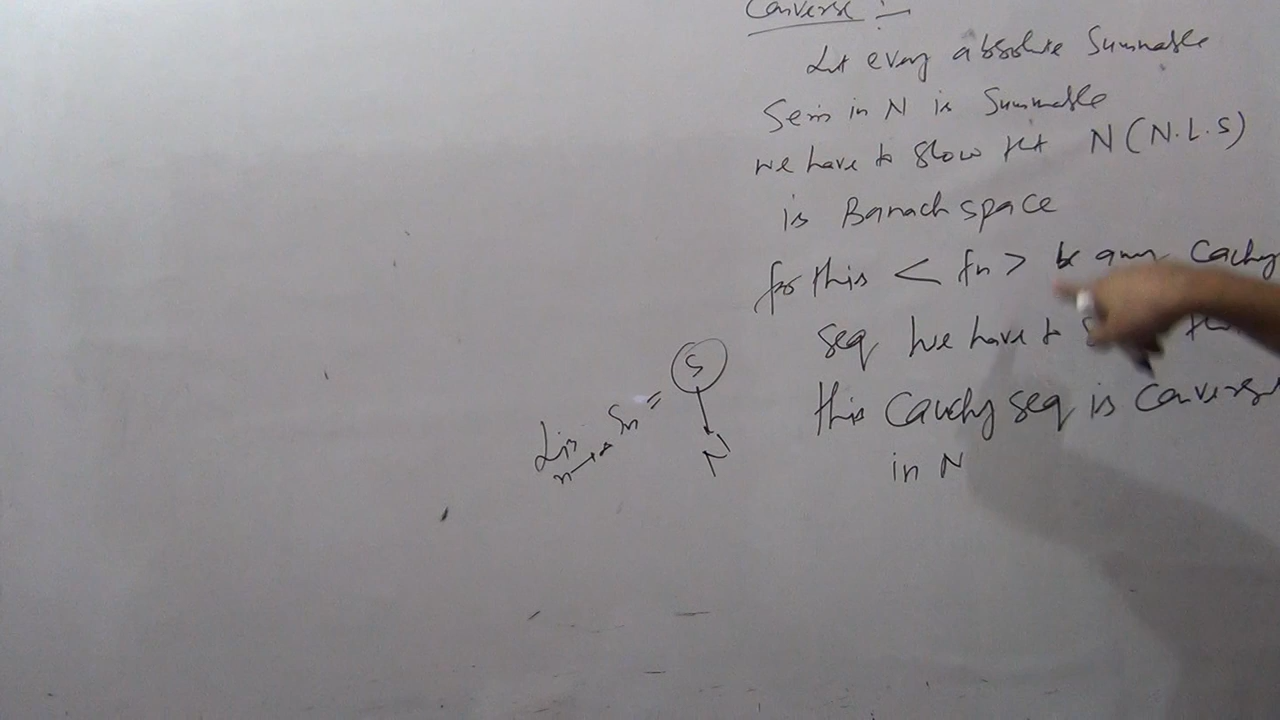 Converse :-
Let every absolute Summable
Series in N is Summable
we have to show that N (N.L.S)
is Banach space
for this < fn > be any Cauchy
seq we have to
this Cauchy seq is converge
in N
Lim Sn = S
n→∞
N